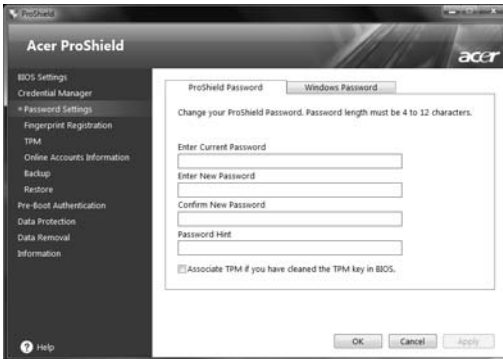 ProShield
Acer ProShield
acer
BIOS Settings
Credential Manager
Password Settings
Fingerprint Registration
TPM
Online Accounts Information
Backup
Restore
Pre-Boot Authentication
Data Protection
Data Removal
Information
Help
ProShield Password
Windows Password
Change your ProShield Password. Password length must be 4 to 12 characters.
Enter Current Password
Enter New Password
Confirm New Password
Password Hint
Associate TPM if you have cleaned the TPM key in BIOS.
OK
Cancel
Apply